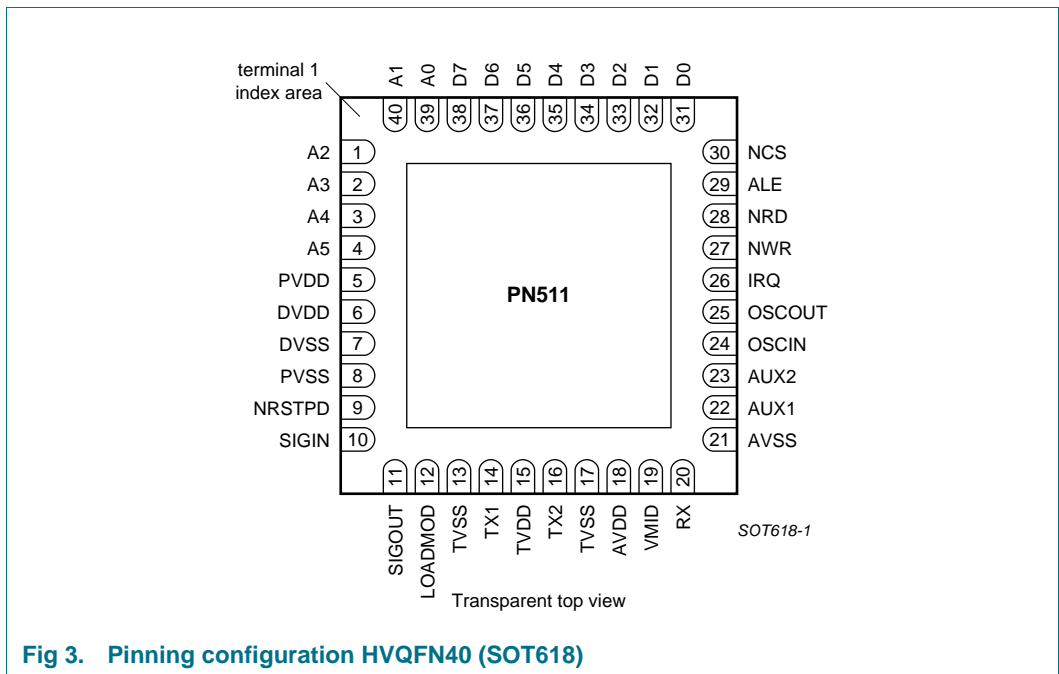 terminal 1
index area
A1 A0 D7 D6 D5 D4 D3 D2 D1 D0
40 39 38 37 36 35 34 33 32 31
A2 1
A3 2
A4 3
A5 4
PVDD 5
DVDD 6
DVSS 7
PVSS 8
NRSTPD 9
SIGIN 10
PN511
30 NCS
29 ALE
28 NRD
27 NWR
26 IRQ
25 OSCOUT
24 OSCIN
23 AUX2
22 AUX1
21 AVSS
11 12 13 14 15 16 17 18 19 20
SIGOUT LOADMOD TVSS TX1 TVDD TX2 TVSS AVDD VMID RX
SOT618-1
Transparent top view
Fig 3. Pinning configuration HVQFN40 (SOT618)